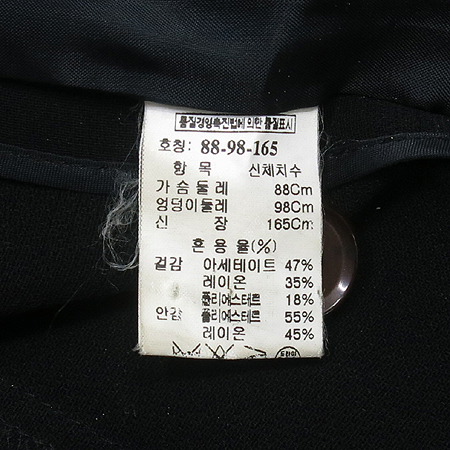 품질경영촉진법에 의한 품질표시
호칭: 88-98-165
항 목 신체치수
가슴둘레 88Cm
엉덩이둘레 98Cm
신 장 165Cm
혼용율(%)
겉감 아세테이트 47%
레이온 35%
폴리에스테르 18%
안감 폴리에스테르 55%
레이온 45%
드라이